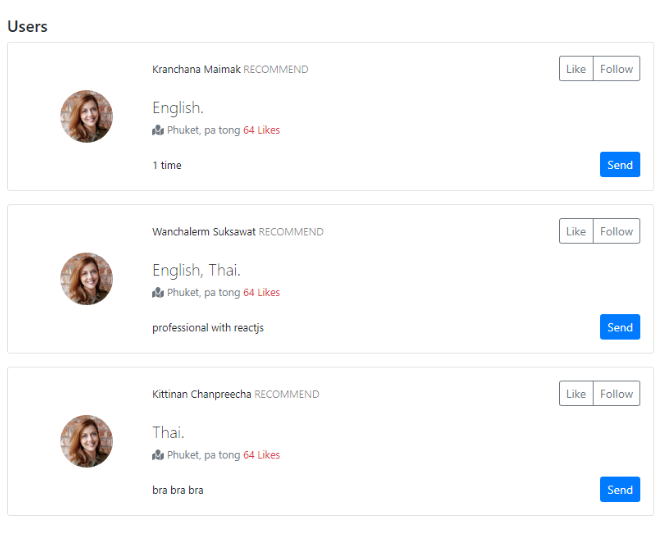 Users
Kranchana Maimak RECOMMEND
Like Follow
English.
Phuket, pa tong 64 Likes
1 time
Send
Wanchalerm Suksawat RECOMMEND
Like Follow
English, Thai.
Phuket, pa tong 64 Likes
professional with reactjs
Send
Kittinan Chanpreecha RECOMMEND
Like Follow
Thai.
Phuket, pa tong 64 Likes
bra bra bra
Send